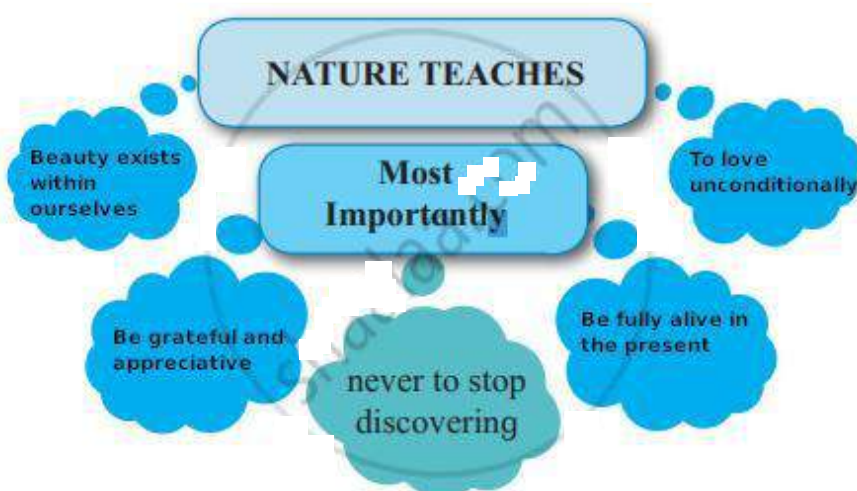 NATURE TEACHES
Beauty exists
within
ourselves
Most
Importantly
To love
unconditionally
Be grateful and
appreciative
never to stop
discovering
Be fully alive in
the present